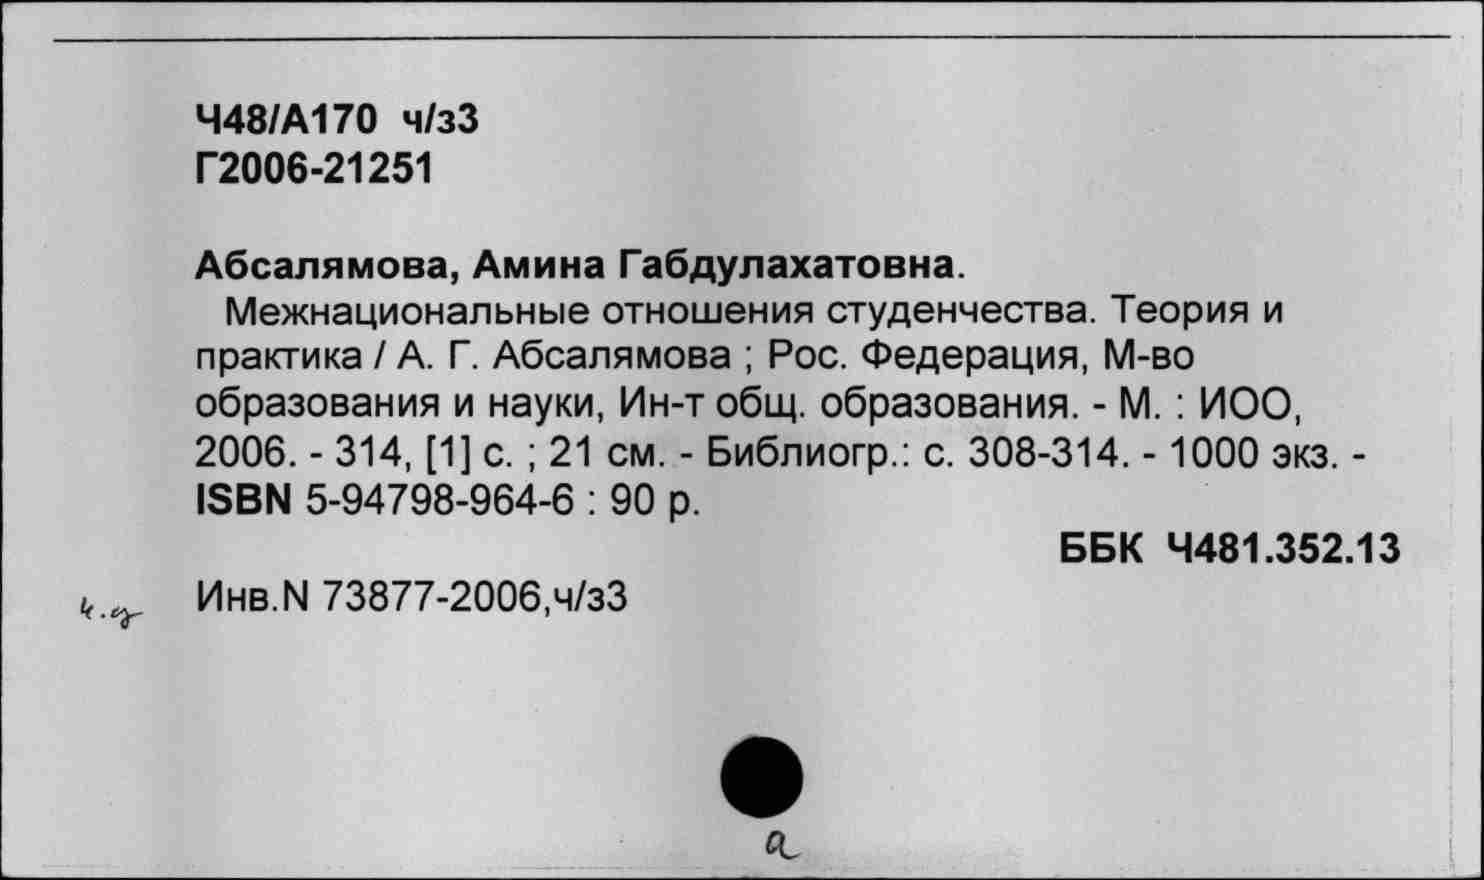 Ч48/А170 ч/з3
Г2006-21251
Абсалямова, Амина Габдулахатовна.
Межнациональные отношения студенчества. Теория и
практика / А. Г. Абсалямова ; Рос. Федерация, М-во
образования и науки, Ин-т общ. образования. - М. : ИОО,
2006. - 314, [1] с. ; 21 см. - Библиогр.: с. 308-314. - 1000 экз. -
ISBN 5-94798-964-6 : 90 р.
ББК Ч481.352.13
Инв.N 73877-2006,ч/з3
а